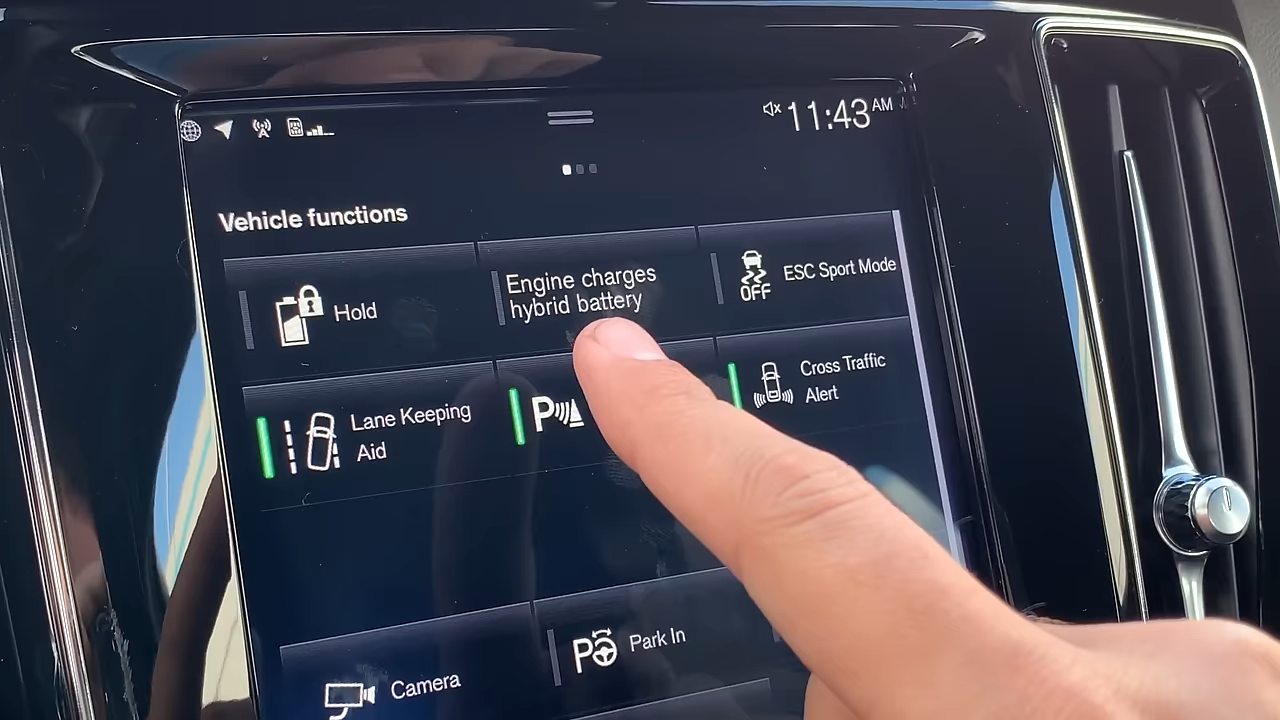 11:43 AM
Vehicle functions
Hold
Engine charges
hybrid battery
OFF
ESC Sport Mode
Lane Keeping
Aid
P
Cross Traffic
Alert
Camera
P
Park In